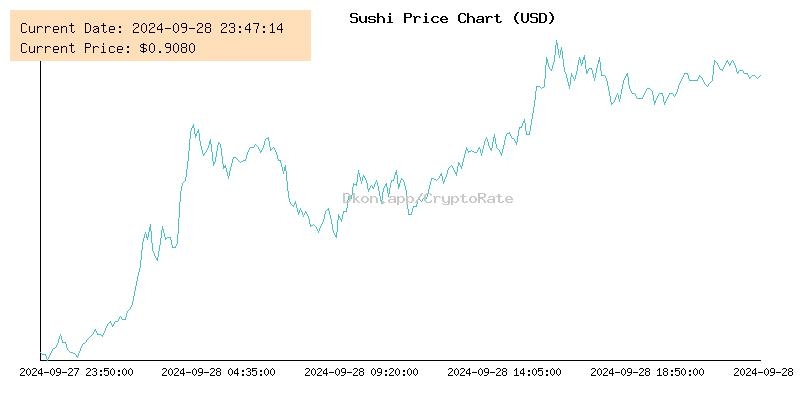 Sushi Price Chart (USD)
Current Date: 2024-09-28 23:47:14
Current Price: $0.9080
Dkont.app/CryptoRate
2024-09-27 23:50:00 2024-09-28 04:35:00 2024-09-28 09:20:00 2024-09-28 14:05:00 2024-09-28 18:50:00 2024-09-28